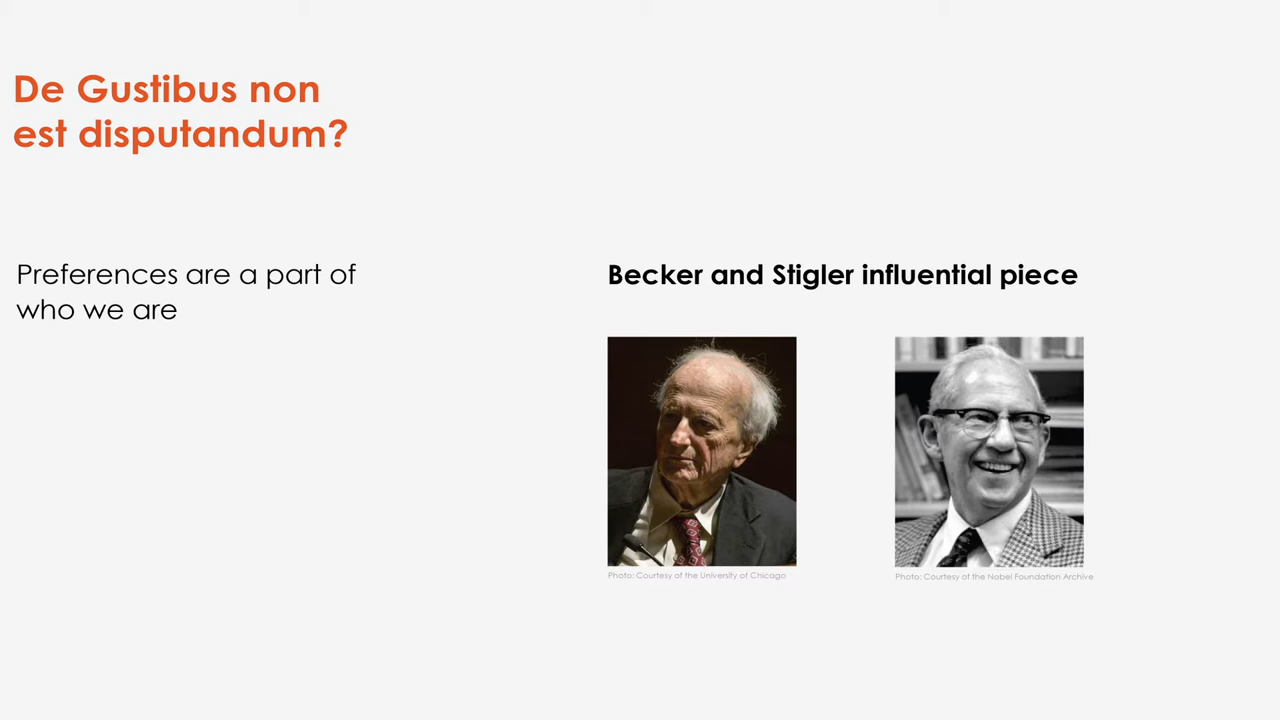 De Gustibus non
est disputandum?
Preferences are a part of
who we are
Becker and Stigler influential piece
Photo: Courtesy of the University of Chicago
Photo: Courtesy of the Nobel Foundation Archive